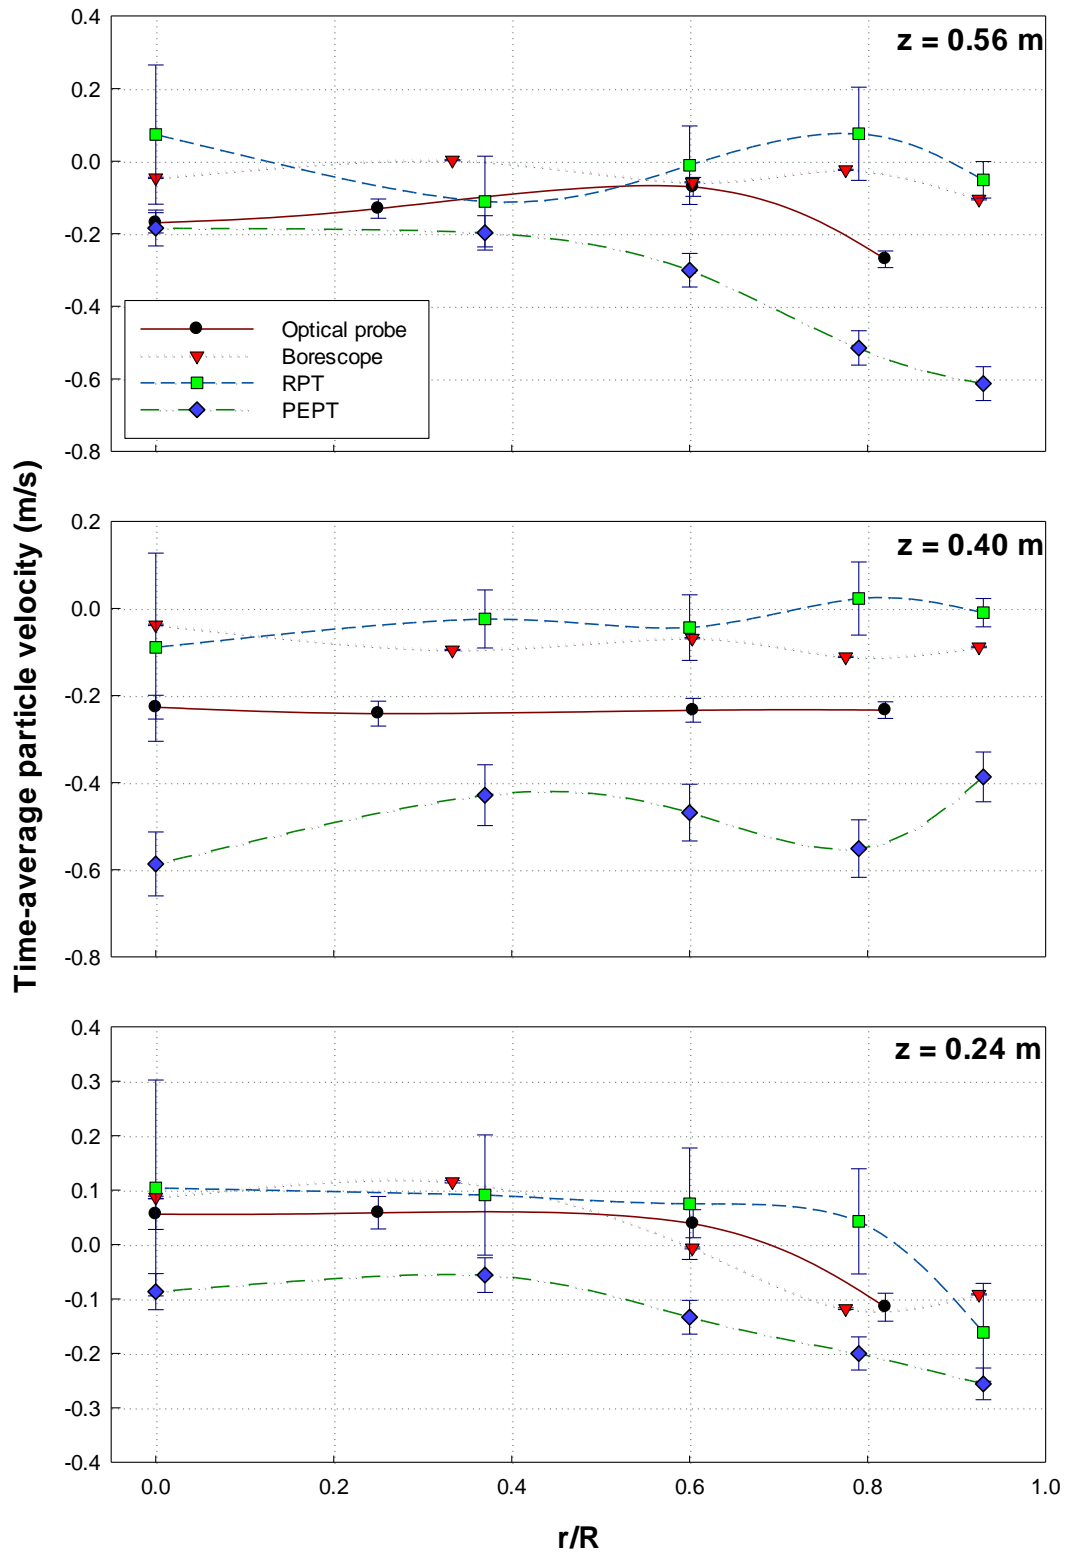 0.4
z = 0.56 m
0.2
0.0
-0.2
-0.4
-0.6
-0.8
Optical probe
Borescope
RPT
PEPT
Time-average particle velocity (m/s)
0.2
z = 0.40 m
0.0
-0.2
-0.4
-0.6
-0.8
0.4
z = 0.24 m
0.3
0.2
0.1
0.0
-0.1
-0.2
-0.3
-0.4
0.0 0.2 0.4 0.6 0.8 1.0
r/R